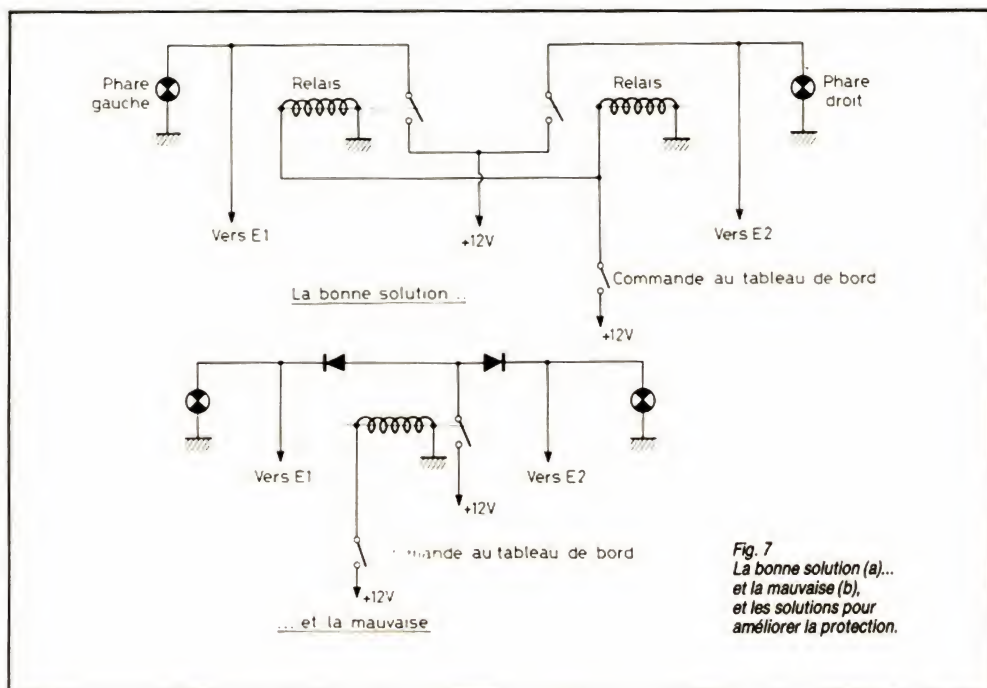 Phare
gauche
Relais
Relais
Phare
droit
Vers E1
+12V
Vers E2
Commande au tableau de bord
La bonne solution ..
+12V
Vers E1
+12V
Vers E2
mande au tableau de bord
+12V
... et la mauvaise
Fig. 7
La bonne solution (a)...
et la mauvaise (b),
et les solutions pour
améliorer la protection.